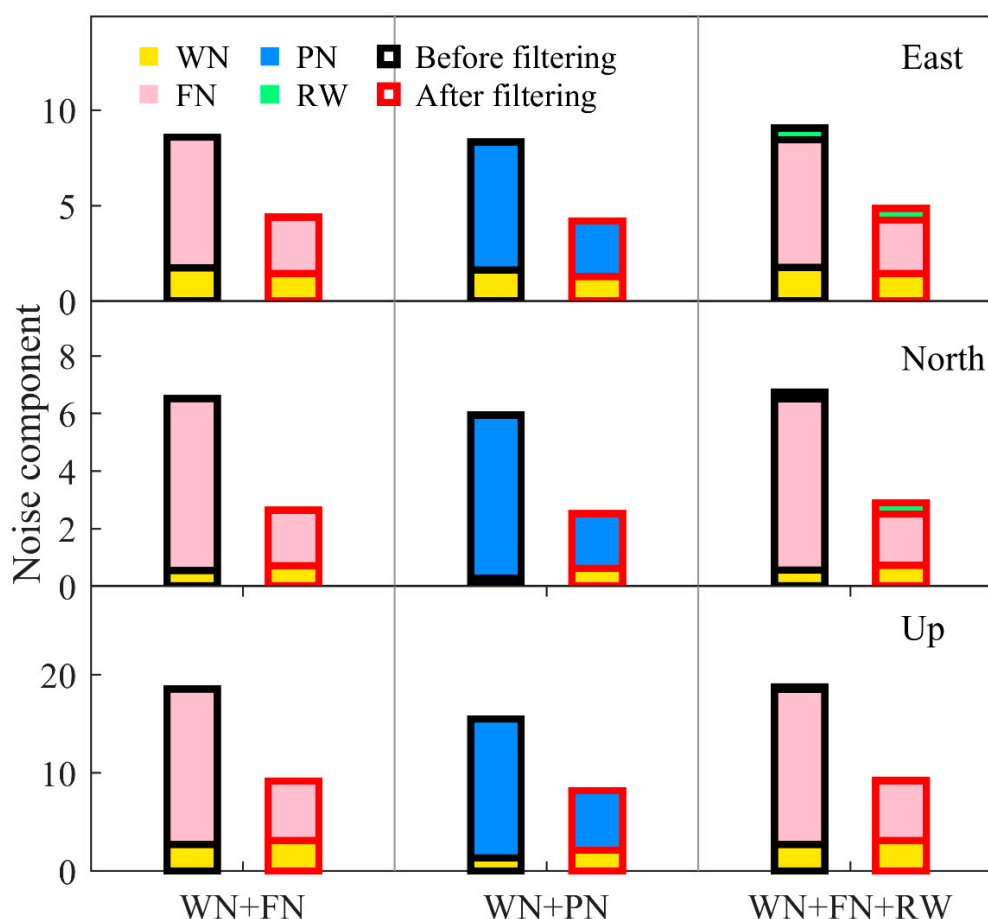 WN PN Before filtering East
FN RW After filtering
10
5
0
North
8
6
4
2
0
Up
20
10
0
Noise component
WN+FN WN+PN WN+FN+RW